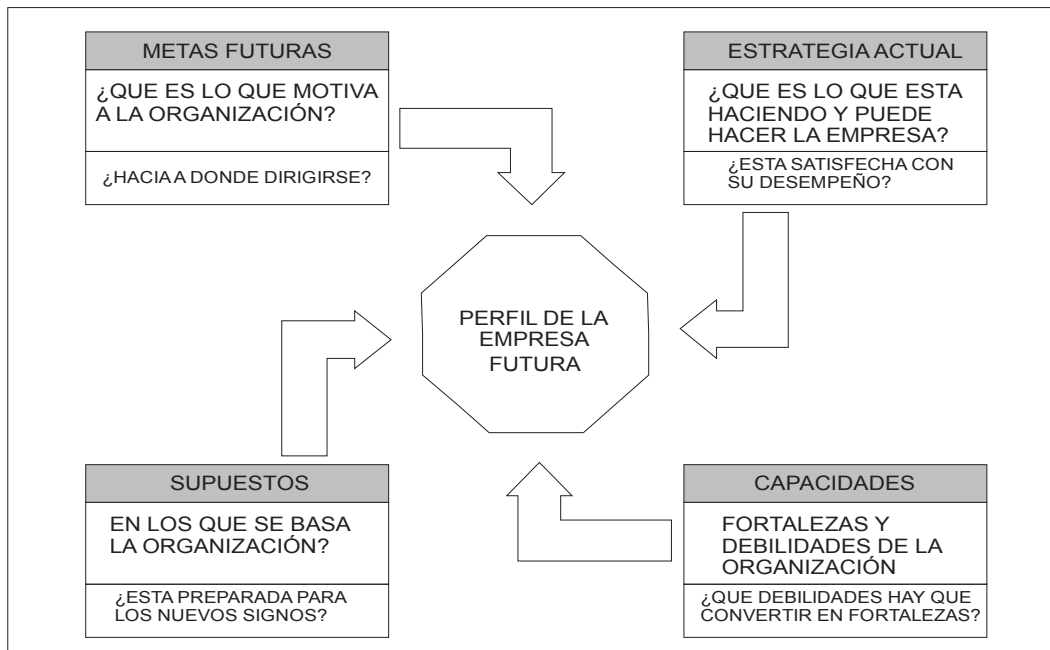 METAS FUTURAS
¿QUE ES LO QUE MOTIVA
A LA ORGANIZACIÓN?
¿HACIA A DONDE DIRIGIRSE?
ESTRATEGIA ACTUAL
¿QUE ES LO QUE ESTA
HACIENDO Y PUEDE
HACER LA EMPRESA?
¿ESTA SATISFECHA CON
SU DESEMPEÑO?
PERFIL DE LA
EMPRESA
FUTURA
SUPUESTOS
EN LOS QUE SE BASA
LA ORGANIZACIÓN?
¿ESTA PREPARADA PARA
LOS NUEVOS SIGNOS?
CAPACIDADES
FORTALEZAS Y
DEBILIDADES DE LA
ORGANIZACIÓN
¿QUE DEBILIDADES HAY QUE
CONVERTIR EN FORTALEZAS?